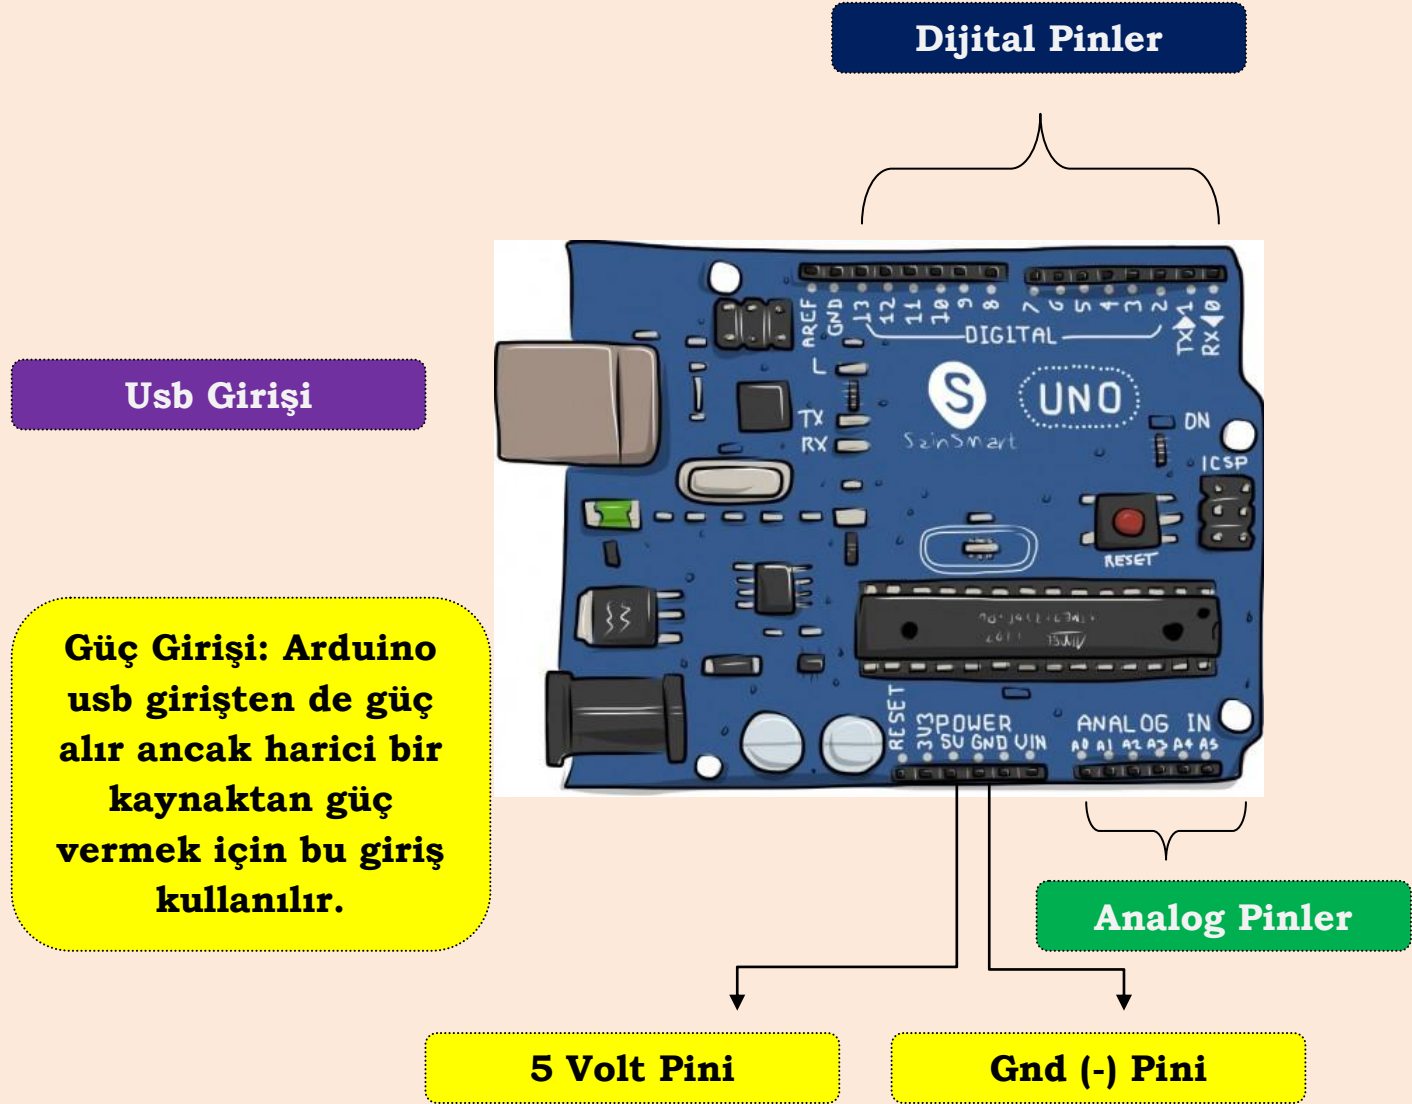 Dijital Pinler
AREF
GND
13
12
11
10
9
8
7
6
5
4
3
2
TX▶1
RX◀0
DIGITAL
L
TX
RX
S
SainSmart
UNO
ON
ICSP
RESET
Usb Girişi
Güç Girişi: Arduino
usb girişten de güç
alır ancak harici bir
kaynaktan güç
vermek için bu giriş
kullanılır.
ATMEL
RESET
3V3
POWER
5V GND VIN
ANALOG IN
A0 A1 A2 A3 A4 A5
Analog Pinler
5 Volt Pini
Gnd (-) Pini